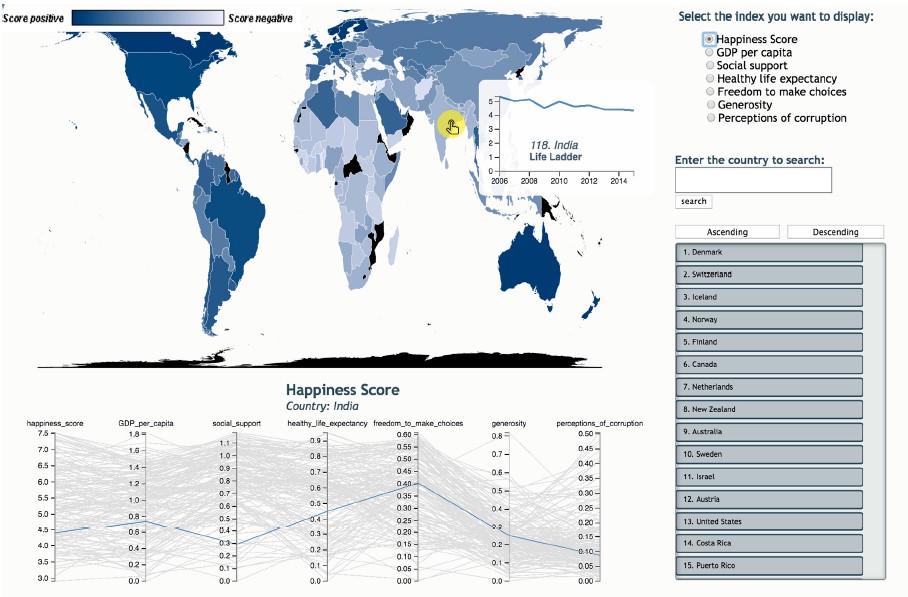 Score positive
Score negative
Select the index you want to display:
Happiness Score
GDP per capita
Social support
Healthy life expectancy
Freedom to make choices
Generosity
Perceptions of corruption
5
4
3
2
1
0
118. India
Life Ladder
2006 2008 2010 2012 2014
Enter the country to search:
search
Ascending Descending
1. Denmark
2. Switzerland
3. Iceland
4. Norway
5. Finland
6. Canada
7. Netherlands
8. New Zealand
9. Australia
10. Sweden
11. Israel
12. Austria
13. United States
14. Costa Rica
15. Puerto Rico
Happiness Score
Country: India
happiness_score GDP_per_capita social_support healthy_life_expectancy freedom_to_make_choices generosity perceptions_of_corruption
7.5
7.0
6.5
6.0
5.5
5.0
4.5
4.0
3.5
3.0
1.8
1.6
1.4
1.2
1.0
0.8
0.6
0.4
0.2
0.0
1.1
1.0
0.9
0.8
0.7
0.6
0.5
0.4
0.3
0.2
0.1
0.0
0.9
0.8
0.7
0.6
0.5
0.4
0.3
0.2
0.1
0.0
0.60
0.55
0.50
0.45
0.40
0.35
0.30
0.25
0.20
0.15
0.10
0.05
0.00
0.8
0.7
0.6
0.5
0.4
0.3
0.2
0.1
0.0
0.50
0.45
0.40
0.35
0.30
0.25
0.20
0.15
0.10
0.05
0.00